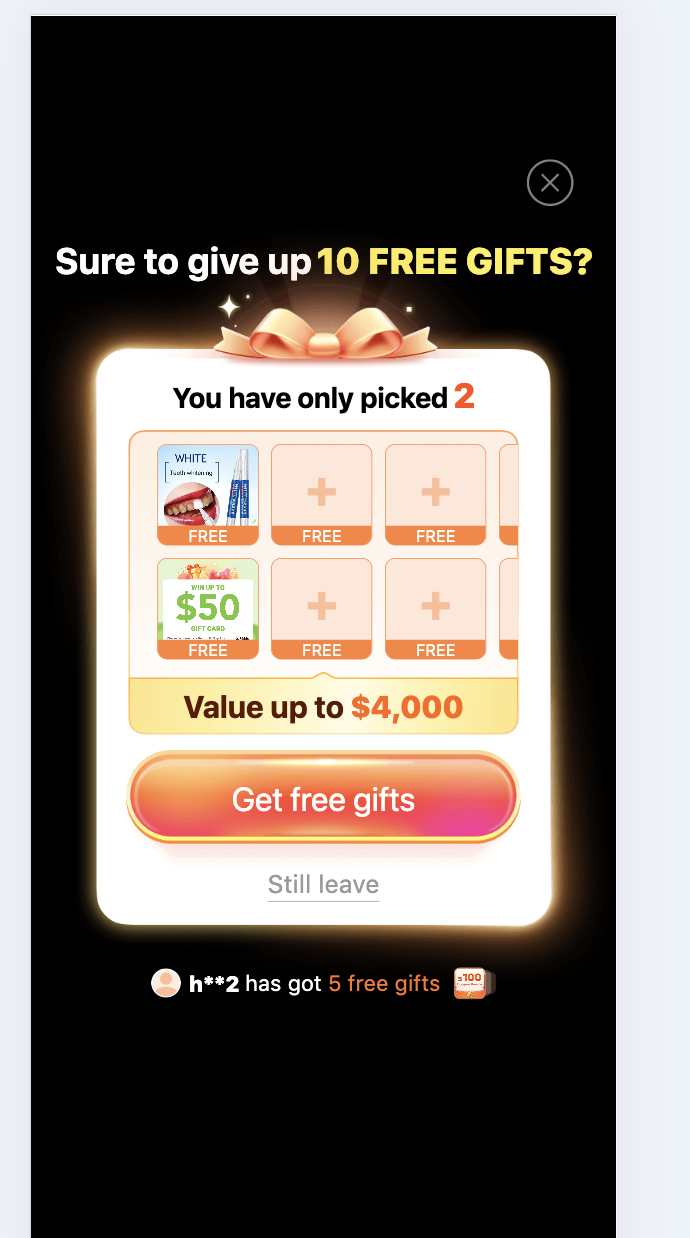 Sure to give up 10 FREE GIFTS?
You have only picked 2
WHITE
Teeth whitening
FREE
FREE
FREE
WIN UP TO
$50
GIFT CARD
FREE
FREE
FREE
Value up to $4,000
Get free gifts
Still leave
h**2 has got 5 free gifts
$100